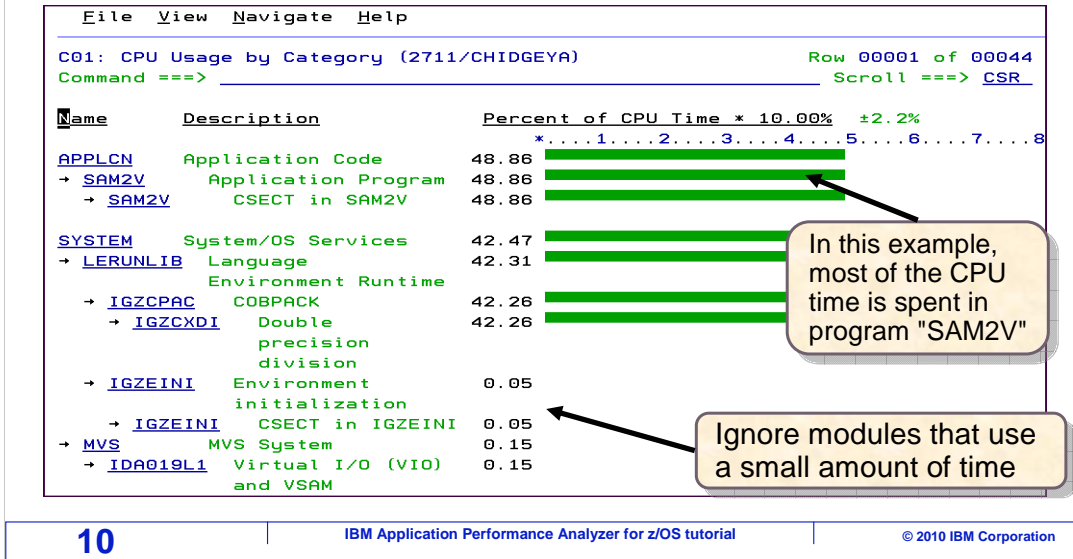 File View Navigate Help
C01: CPU Usage by Category (2711/CHIDGEYA) Row 00001 of 00044
Command ===> Scroll ===> CSR
Name Description Percent of CPU Time * 10.00% ±2.2%
*....1....2....3....4....5....6....7....8
APPLCN Application Code 48.86
→ SAM2V Application Program 48.86
→ SAM2V CSECT in SAM2V 48.86
SYSTEM System/OS Services 42.47
→ LERUNLIB Language 42.31
Environment Runtime
→ IGZCPAC COBPACK 42.26
→ IGZCXDI Double 42.26
precision
division
→ IGZEINI Environment 0.05
initialization
→ IGZEINI CSECT in IGZEINI 0.05
→ MVS MVS System 0.15
→ IDA019L1 Virtual I/O (VIO) 0.15
and VSAM
In this example,
most of the CPU
time is spent in
program "SAM2V"
Ignore modules that use
a small amount of time
10 IBM Application Performance Analyzer for z/OS tutorial © 2010 IBM Corporation